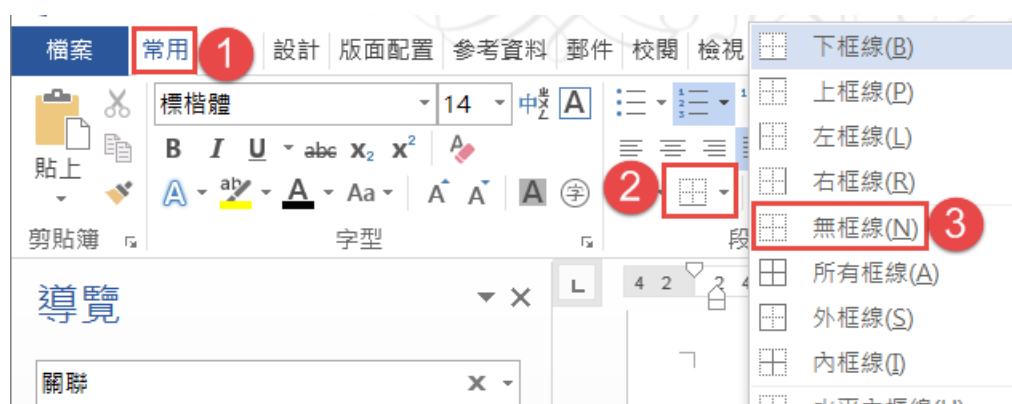 檔案 常用 1 設計 版面配置 參考資料 郵件 校閱 檢視
標楷體 14 中 A
貼上 B I U abc X₂ X² A
A ab A Aa A A A 字 2
剪貼簿 字型 段
導覽 L 4 2 2 4
關聯 X
下框線(B)
上框線(P)
左框線(L)
右框線(R)
無框線(N) 3
所有框線(A)
外框線(S)
內框線(I)